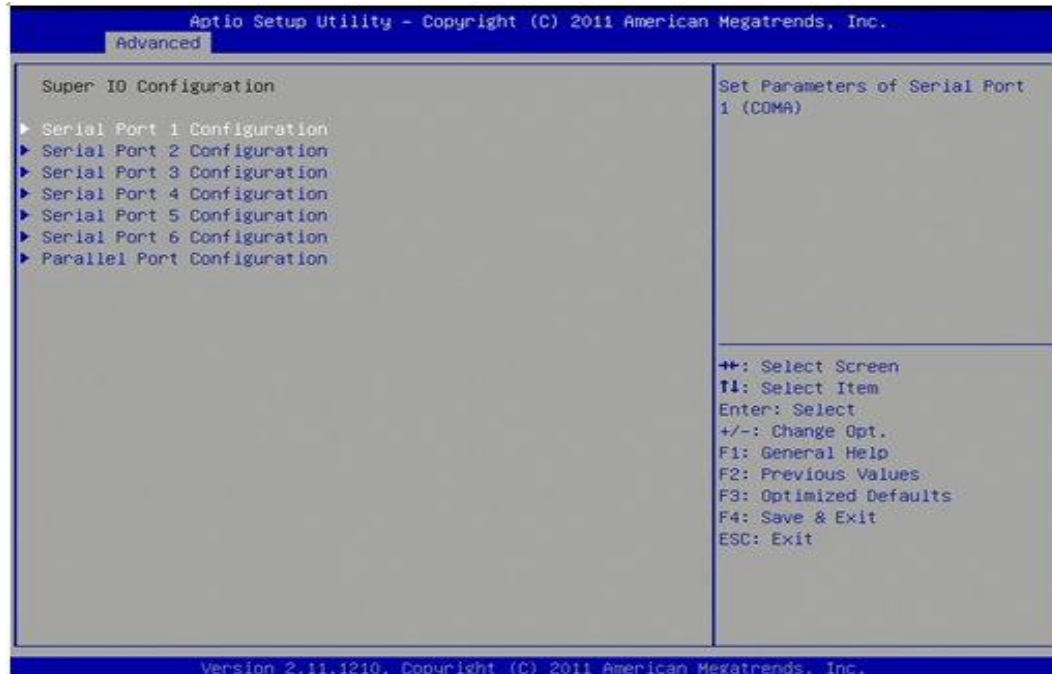 Aptio Setup Utility - Copyright (C) 2011 American Megatrends, Inc.
Advanced
Super IO Configuration
Serial Port 1 Configuration
Serial Port 2 Configuration
Serial Port 3 Configuration
Serial Port 4 Configuration
Serial Port 5 Configuration
Serial Port 6 Configuration
Parallel Port Configuration
Set Parameters of Serial Port
1 (COMA)
→←: Select Screen
↑↓: Select Item
Enter: Select
+/-: Change Opt.
F1: General Help
F2: Previous Values
F3: Optimized Defaults
F4: Save & Exit
ESC: Exit
Version 2.11.1210. Copyright (C) 2011 American Megatrends, Inc.